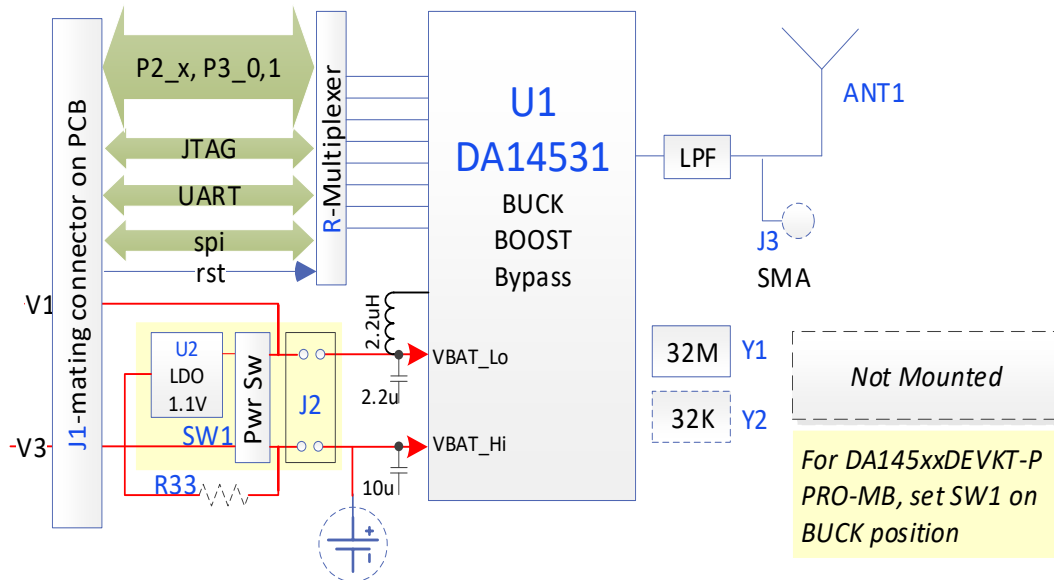 P2_x, P3_0,1
JTAG
UART
spi
rst
J1-mating connector on PCB
R-Multiplexer
U1
DA14531
BUCK
BOOST
Bypass
LPF
ANT1
J3
SMA
V1
V3
U2
LDO
1.1V
SW1
Pwr Sw
J2
R33
2.2uH
2.2u
10u
VBAT_Lo
VBAT_Hi
+
32M
Y1
32K
Y2
Not Mounted
For DA145xxDEVKT-P
PRO-MB, set SW1 on
BUCK position